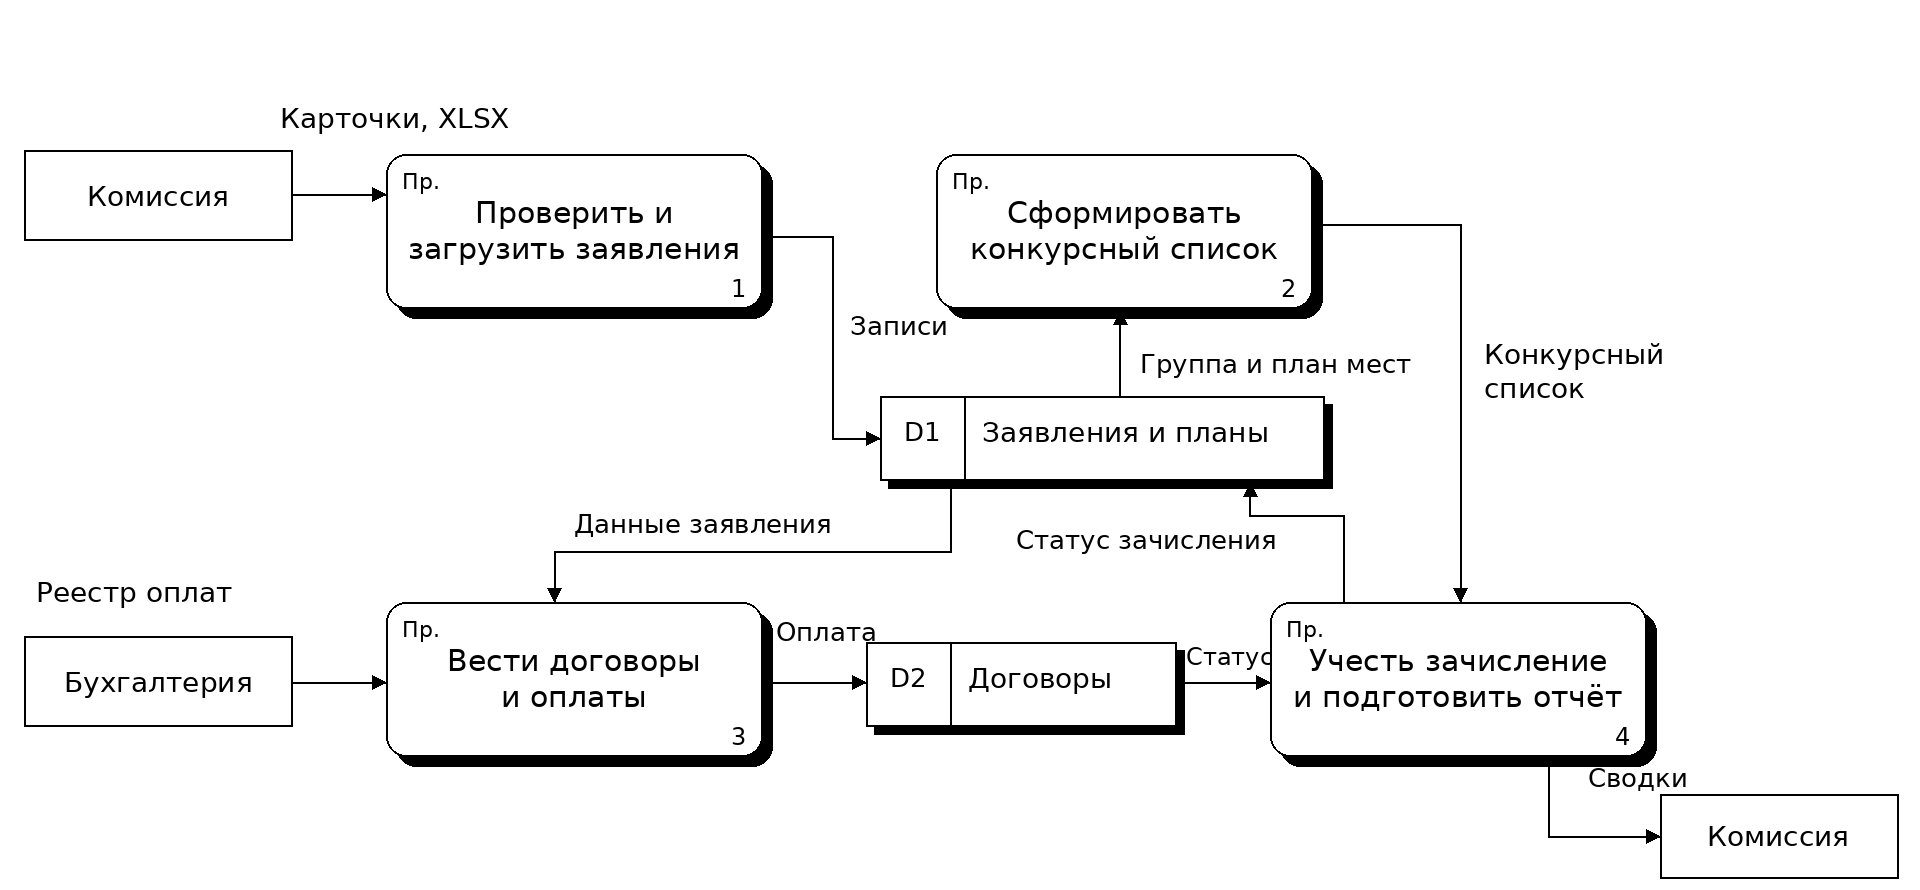 Карточки, XLSX
Комиссия
Пр.
Проверить и
загрузить заявления
1
Пр.
Сформировать
конкурсный список
2
Записи
Группа и план мест
Конкурсный
список
D1
Заявления и планы
Данные заявления
Статус зачисления
Реестр оплат
Бухгалтерия
Пр.
Вести договоры
и оплаты
3
Оплата
D2
Договоры
Статус
Пр.
Учесть зачисление
и подготовить отчёт
4
Сводки
Комиссия